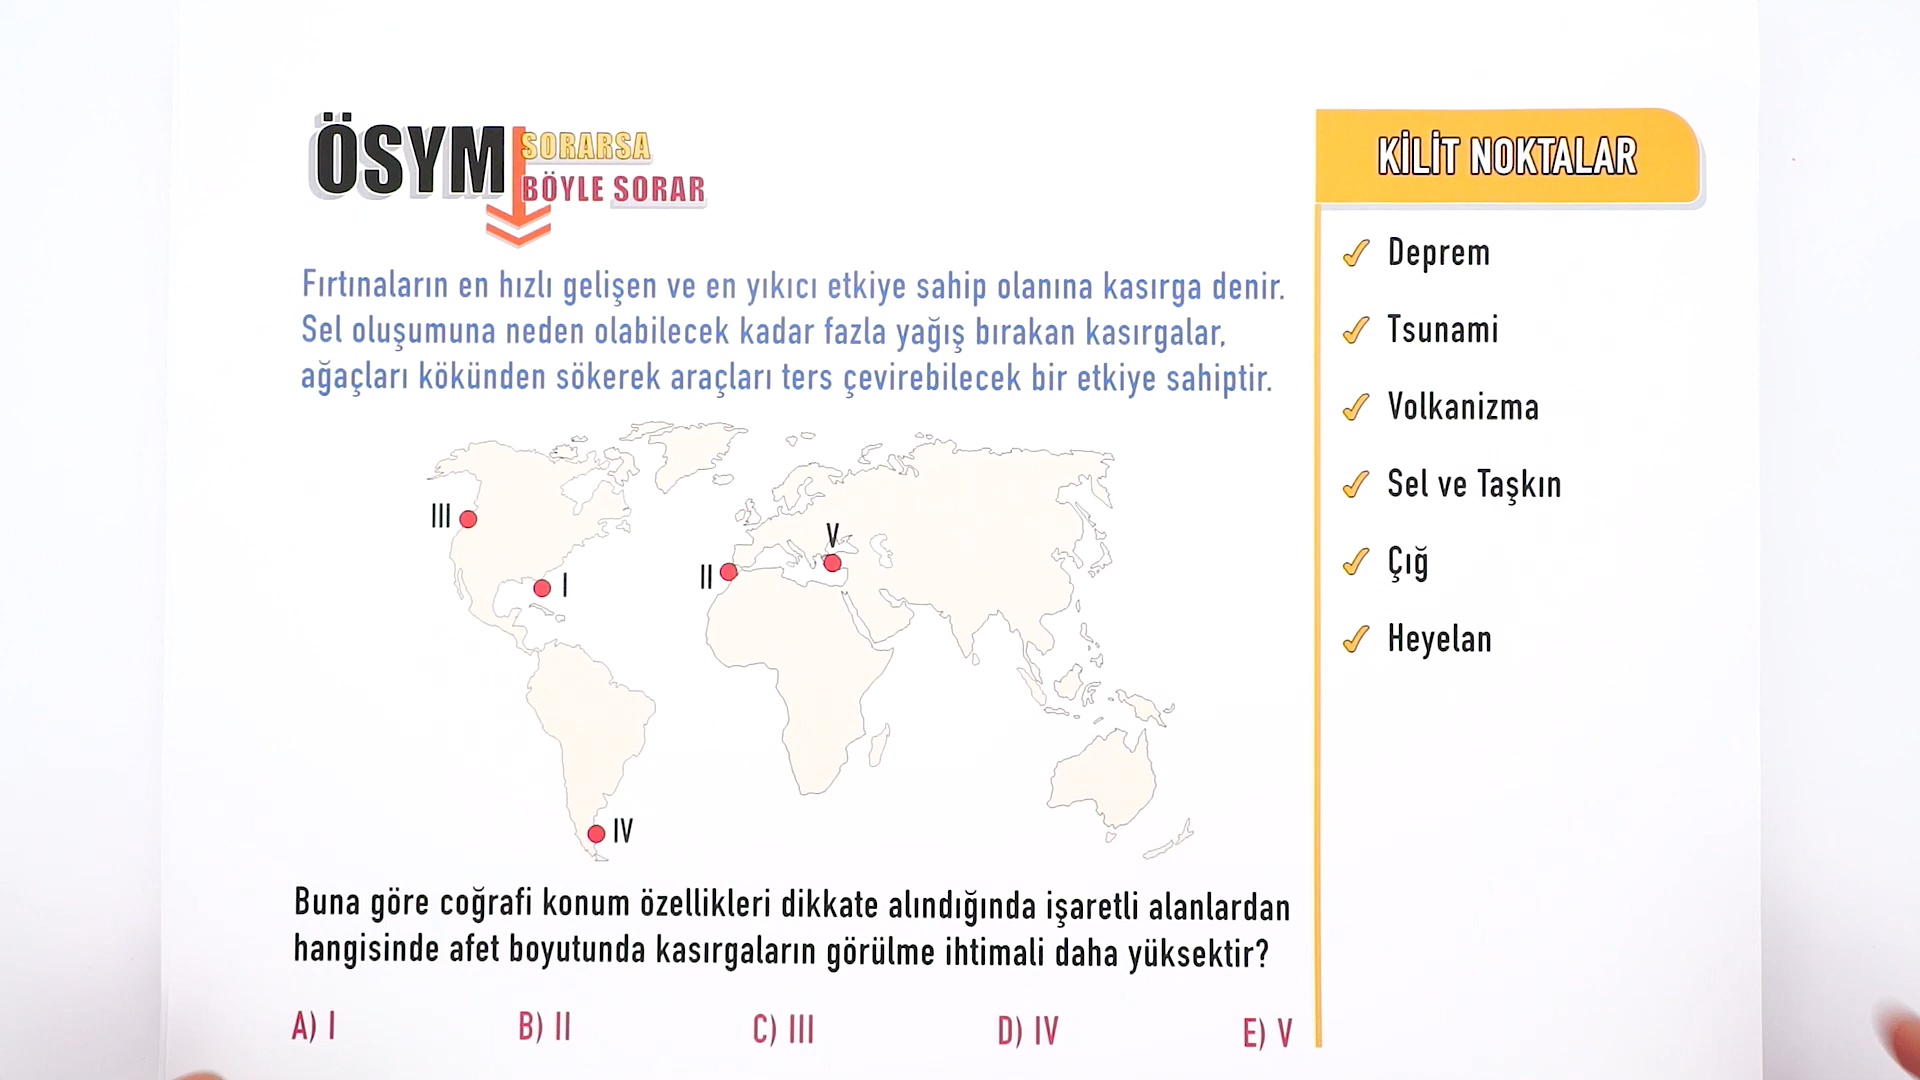 ÖSYM SORARSA
BÖYLE SORAR
Fırtınaların en hızlı gelişen ve en yıkıcı etkiye sahip olanına kasırga denir.
Sel oluşumuna neden olabilecek kadar fazla yağış bırakan kasırgalar,
ağaçları kökünden sökerek araçları ters çevirebilecek bir etkiye sahiptir.
III
V
II
I
IV
Buna göre coğrafi konum özellikleri dikkate alındığında işaretli alanlardan
hangisinde afet boyutunda kasırgaların görülme ihtimali daha yüksektir?
A) I B) II C) III D) IV E) V
KİLİT NOKTALAR
✓ Deprem
✓ Tsunami
✓ Volkanizma
✓ Sel ve Taşkın
✓ Çığ
✓ Heyelan